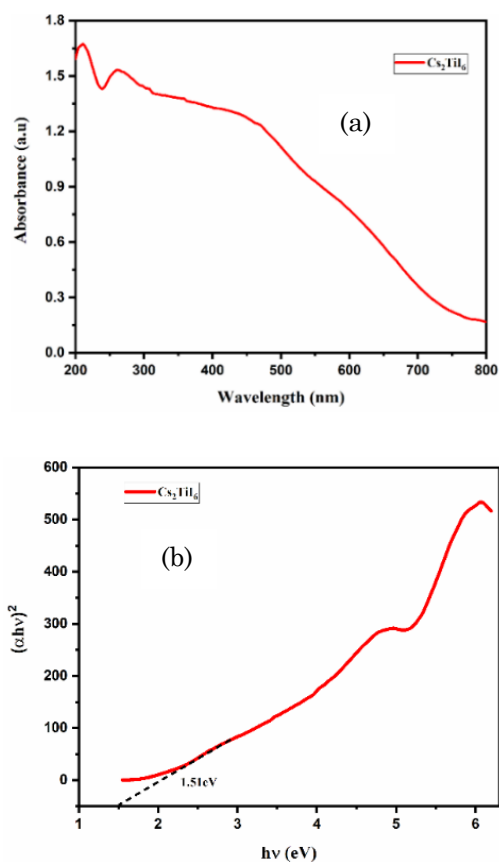 1.8
Cs₂TiI₆
1.5
(a)
1.2
0.9
0.6
0.3
0.0
Absorbance (a.u)
200 300 400 500 600 700 800
Wavelength (nm)
600
Cs₂TiI₆
500
(b)
400
300
200
100
0
(αhν)²
1.51eV
1 2 3 4 5 6
hν (eV)